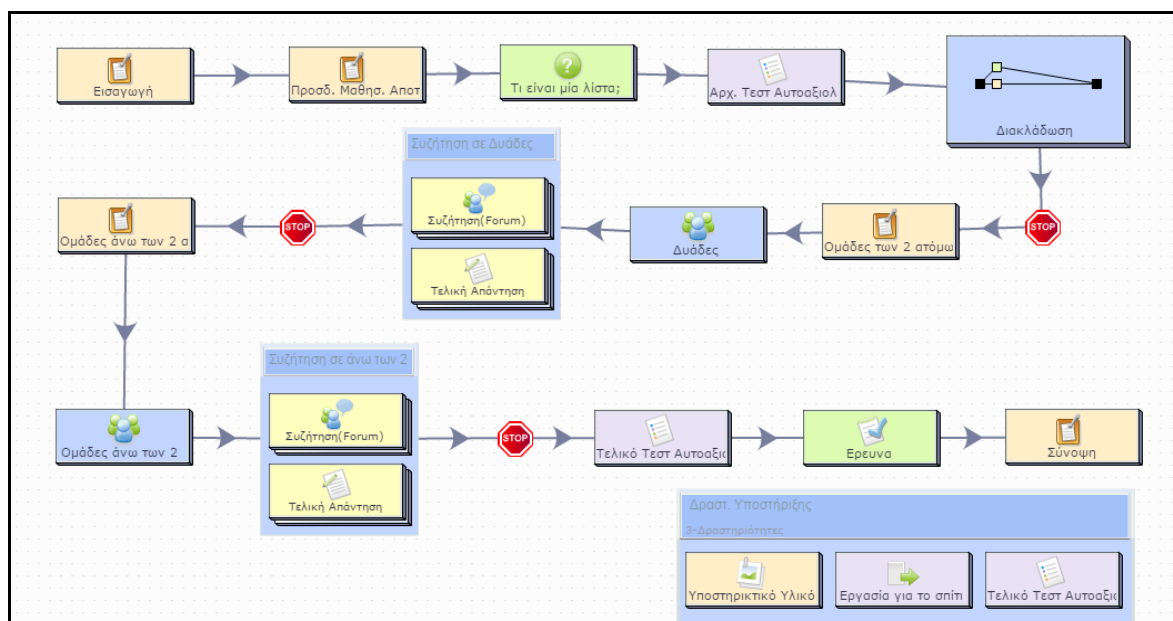 Εισαγωγή
Προσδ. Μαθησ. Αποτ
Τι είναι μία λίστα;
Αρχ. Τεστ Αυτοαξιολ
Διακλάδωση
Συζήτηση σε Δυάδες
Συζήτηση(Forum)
Τελική Απάντηση
Ομάδες άνω των 2 α
STOP
Δυάδες
Ομάδες των 2 ατόμω
STOP
Ομάδες άνω των 2
Συζήτηση σε άνω των 2
Συζήτηση(Forum)
Τελική Απάντηση
STOP
Τελικό Τεστ Αυτοαξιο
Ερευνα
Σύνοψη
Δραστ. Υποστήριξης
3-Δραστηριότητες
Υποστηρικτικό Υλικό
Εργασία για το σπίτι
Τελικό Τεστ Αυτοαξιο